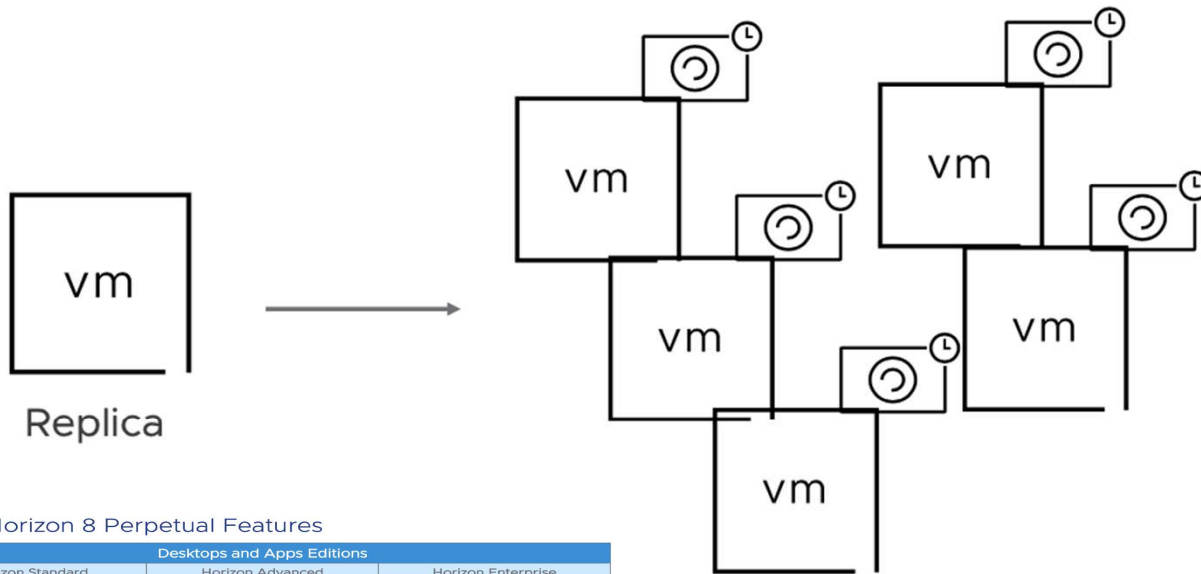 vm
vm
vm
vm
vm
vm
Replica
Horizon 8 Perpetual Features
Desktops and Apps Editions
Horizon Advanced
Horizon Enterprise
Standard